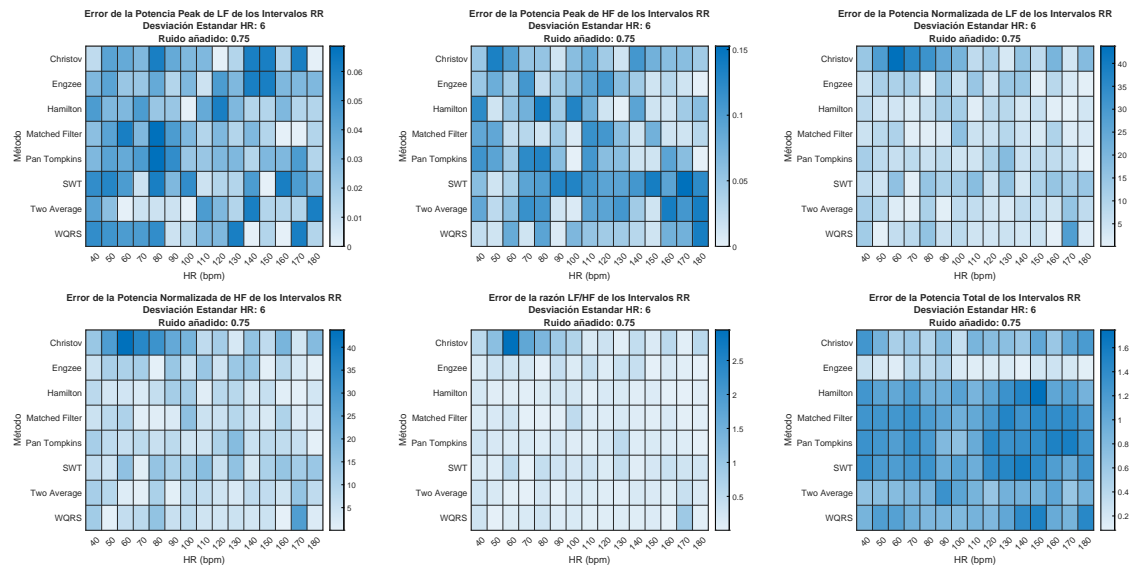 Error de la Potencia Peak de LF de los Intervalos RR
Desviación Estandar HR: 6
Ruido añadido: 0.75
Método
Christov
Engzee
Hamilton
Matched Filter
Pan Tompkins
SWT
Two Average
WQRS
40 50 60 70 80 90 100 110 120 130 140 150 160 170 180
HR (bpm)
0.06
0.05
0.04
0.03
0.02
0.01
0
Error de la Potencia Peak de HF de los Intervalos RR
Desviación Estandar HR: 6
Ruido añadido: 0.75
Método
Christov
Engzee
Hamilton
Matched Filter
Pan Tompkins
SWT
Two Average
WQRS
40 50 60 70 80 90 100 110 120 130 140 150 160 170 180
HR (bpm)
0.15
0.1
0.05
0
Error de la Potencia Normalizada de LF de los Intervalos RR
Desviación Estandar HR: 6
Ruido añadido: 0.75
Método
Christov
Engzee
Hamilton
Matched Filter
Pan Tompkins
SWT
Two Average
WQRS
40 50 60 70 80 90 100 110 120 130 140 150 160 170 180
HR (bpm)
40
35
30
25
20
15
10
5
Error de la Potencia Normalizada de HF de los Intervalos RR
Desviación Estandar HR: 6
Ruido añadido: 0.75
Método
Christov
Engzee
Hamilton
Matched Filter
Pan Tompkins
SWT
Two Average
WQRS
40 50 60 70 80 90 100 110 120 130 140 150 160 170 180
HR (bpm)
40
35
30
25
20
15
10
5
Error de la razón LF/HF de los Intervalos RR
Desviación Estandar HR: 6
Ruido añadido: 0.75
Método
Christov
Engzee
Hamilton
Matched Filter
Pan Tompkins
SWT
Two Average
WQRS
40 50 60 70 80 90 100 110 120 130 140 150 160 170 180
HR (bpm)
2.5
2
1.5
1
0.5
Error de la Potencia Total de los Intervalos RR
Desviación Estandar HR: 6
Ruido añadido: 0.75
Método
Christov
Engzee
Hamilton
Matched Filter
Pan Tompkins
SWT
Two Average
WQRS
40 50 60 70 80 90 100 110 120 130 140 150 160 170 180
HR (bpm)
1.6
1.4
1.2
1
0.8
0.6
0.4
0.2